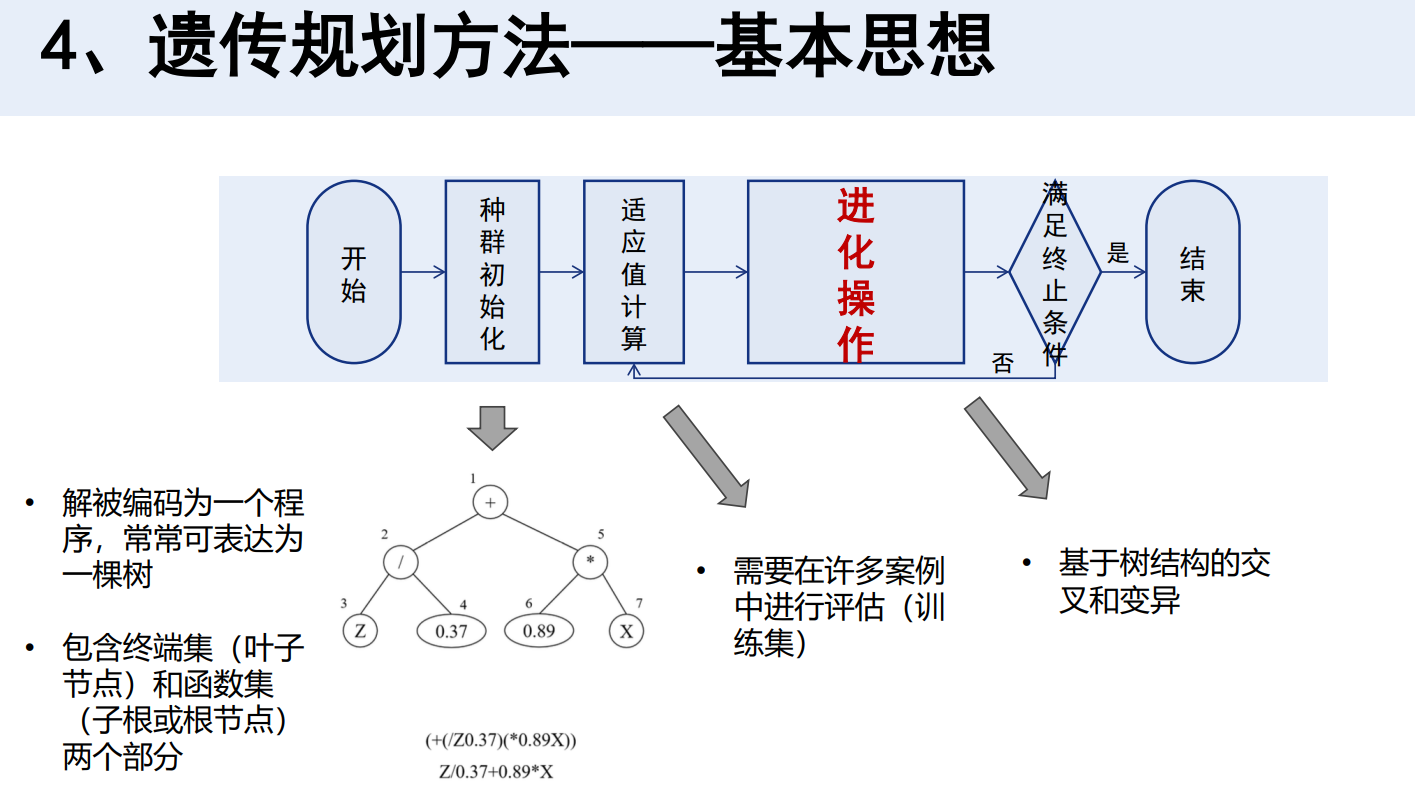 4、遗传规划方法——基本思想
开始
种群初始化
适应值计算
进化操作
满足终止条件
是
结束
否
• 解被编码为一个程
序，常常可表达为
一棵树
• 包含终端集（叶子
节点）和函数集
（子根或根节点）
两个部分
1
+
2
/
5
*
3
Z
4
0.37
6
0.89
7
X
(+(/Z0.37)(*0.89X))
Z/0.37+0.89*X
• 需要在许多案例
中进行评估（训
练集）
• 基于树结构的交
叉和变异